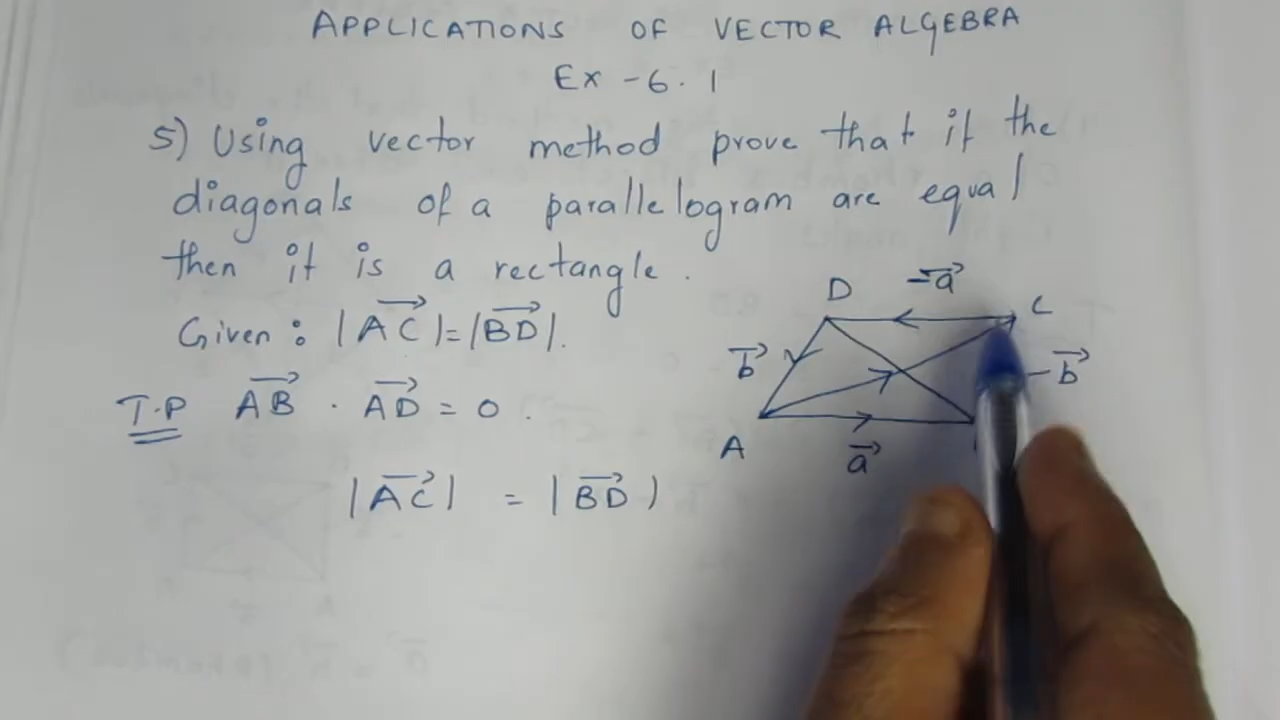 APPLICATIONS OF VECTOR ALGEBRA
Ex - 6.1
5) Using vector method prove that if the
diagonals of a parallelogram are equal
then it is a rectangle.
Given : |AC⃗| = |BD⃗|.
T.P AB⃗ . AD⃗ = 0.
|AC⃗| = |BD⃗|
D -a⃗ C
b⃗ -b⃗
A a⃗